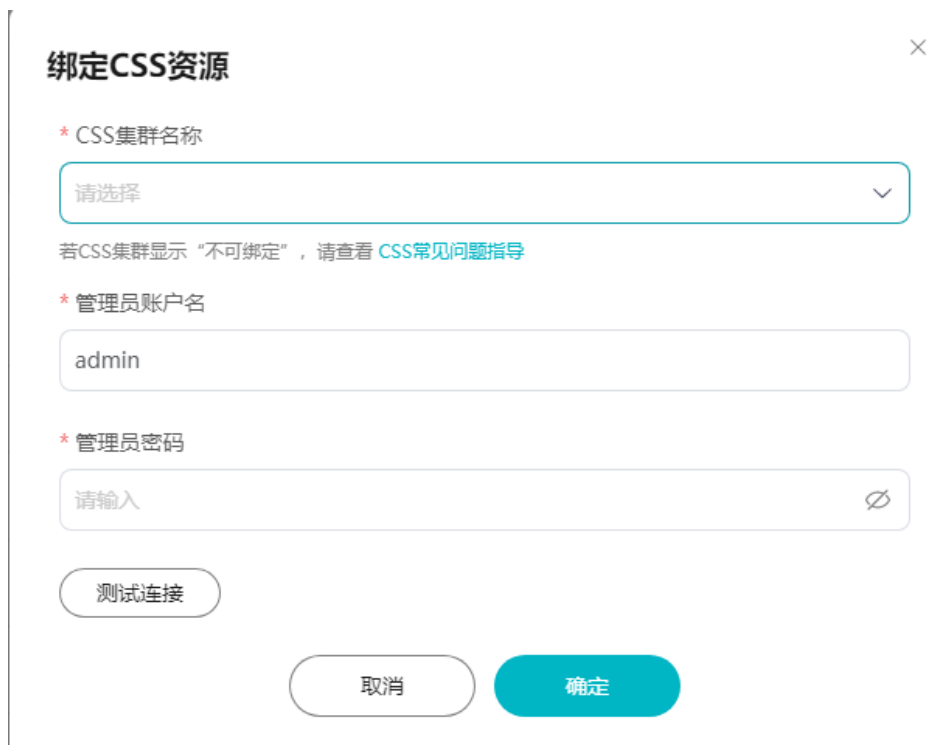 绑定CSS资源
* CSS集群名称
请选择
若CSS集群显示“不可绑定”，请查看 CSS常见问题指导
* 管理员账户名
admin
* 管理员密码
请输入
测试连接
取消
确定